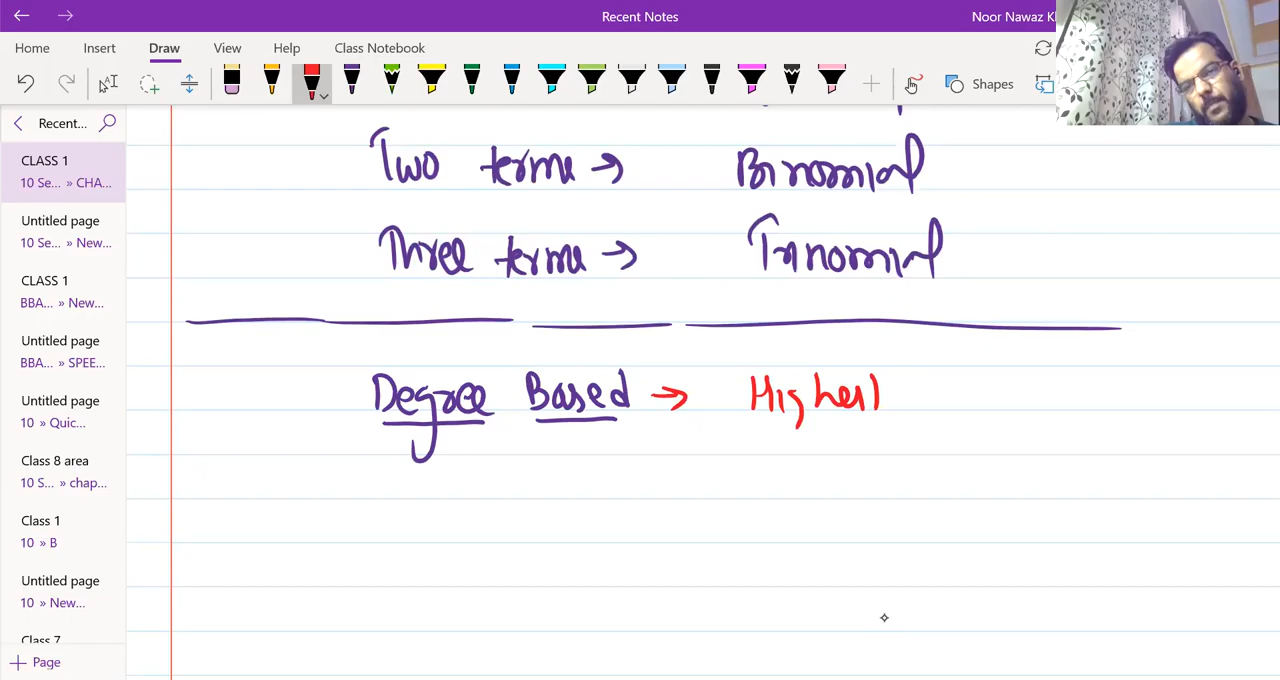 Recent Notes
Noor Nawaz Kh
Home Insert Draw View Help Class Notebook
Shapes
Recent...
CLASS 1
10 Se... » CHA...
Untitled page
10 Se... » New...
CLASS 1
BBA... » New...
Untitled page
BBA... » SPEE...
Untitled page
10 » Quic...
Class 8 area
10 S... » chap...
Class 1
10 » B
Untitled page
10 » New...
Class 7
+ Page
Two terms → Binomial
Three terms → Trinomial
Degree Based → Highe